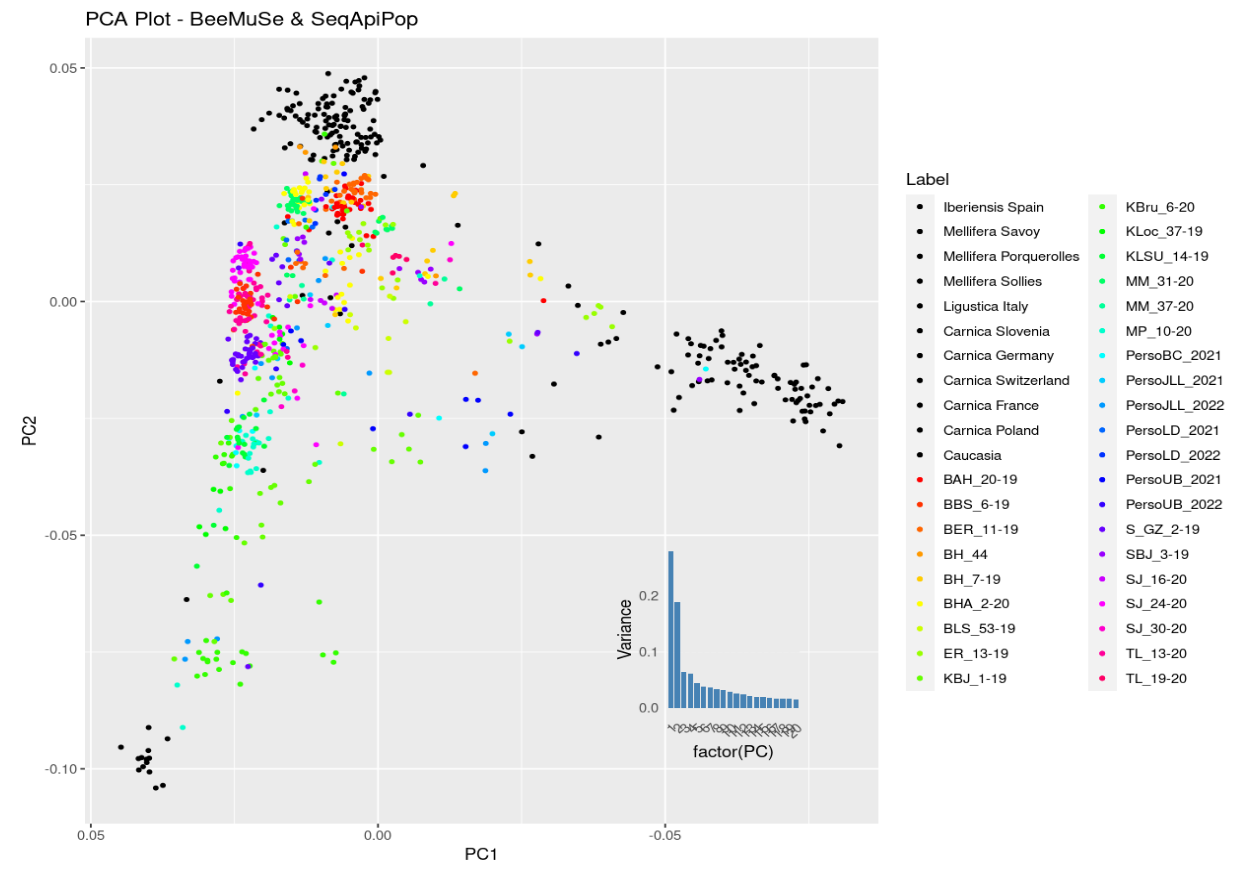 PCA Plot - BeeMuSe & SeqApiPop
0.05
0.00
-0.05
-0.10
PC2
0.05
0.00
-0.05
PC1
Variance
0.2
0.1
0.0
factor(PC)
Label
Iberiensis Spain
Mellifera Savoy
Mellifera Porquerolles
Mellifera Sollies
Ligustica Italy
Carnica Slovenia
Carnica Germany
Carnica Switzerland
Carnica France
Carnica Poland
Caucasia
BAH_20-19
BBS_6-19
BER_11-19
BH_44
BH_7-19
BHA_2-20
BLS_53-19
ER_13-19
KBJ_1-19
KBru_6-20
KLoc_37-19
KLSU_14-19
MM_31-20
MM_37-20
MP_10-20
PersoBC_2021
PersoJLL_2021
PersoJLL_2022
PersoLD_2021
PersoLD_2022
PersoUB_2021
PersoUB_2022
S_GZ_2-19
SBJ_3-19
SJ_16-20
SJ_24-20
SJ_30-20
TL_13-20
TL_19-20